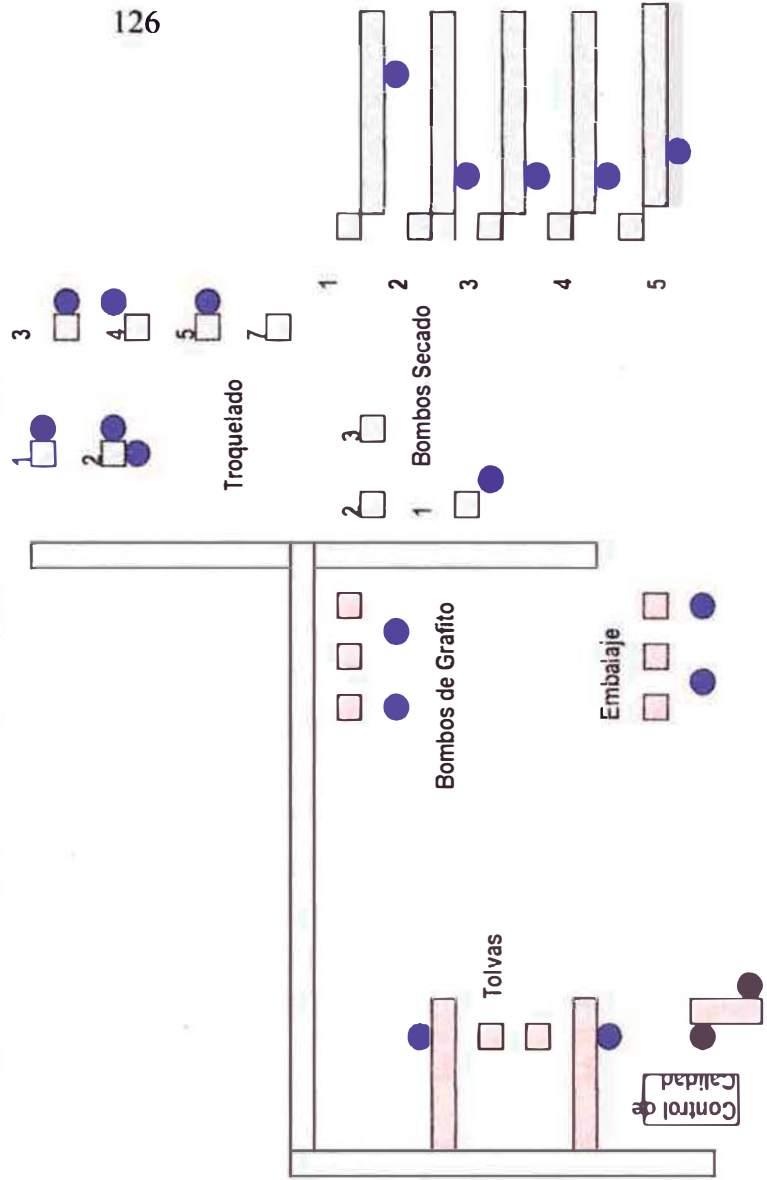 126
3
4
5
7
1
2
Troquelado
1
2
3
4
5
Bombos Secado
3
2
1
Bombos de Grafito
Embalaje
Tolvas
Control de
Calidad